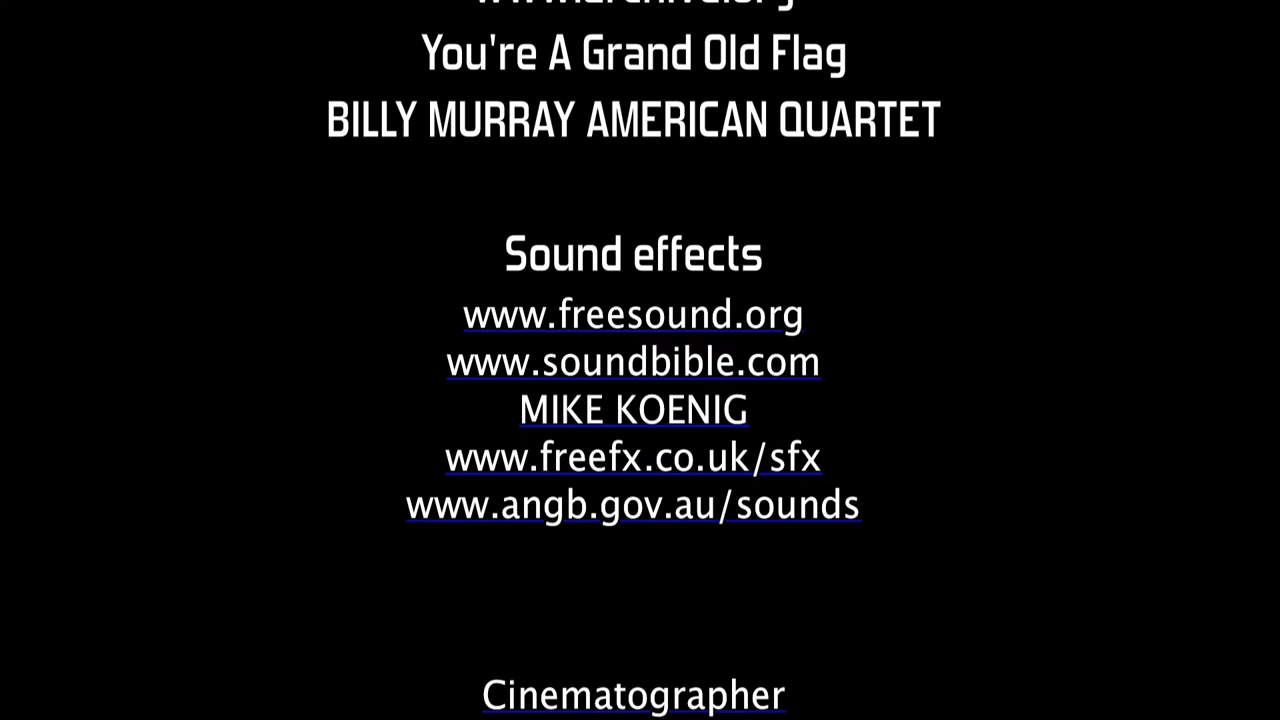 You're A Grand Old Flag
BILLY MURRAY AMERICAN QUARTET
Sound effects
www.freesound.org
www.soundbible.com
MIKE KOENIG
www.freefx.co.uk/sfx
www.angb.gov.au/sounds
Cinematographer